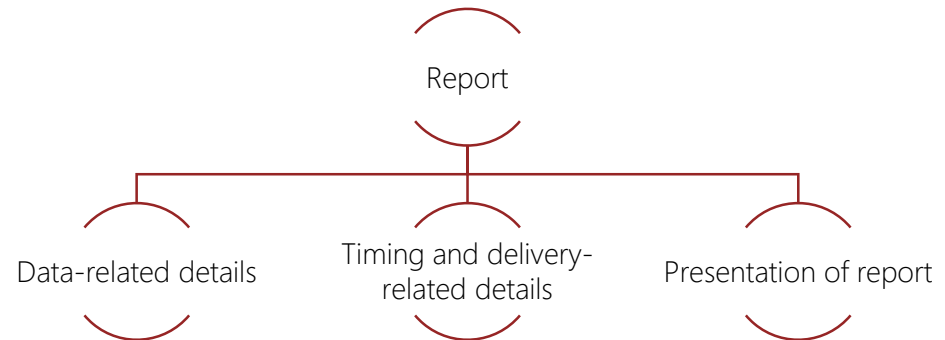 Report
Data-related details
Timing and delivery-
related details
Presentation of report